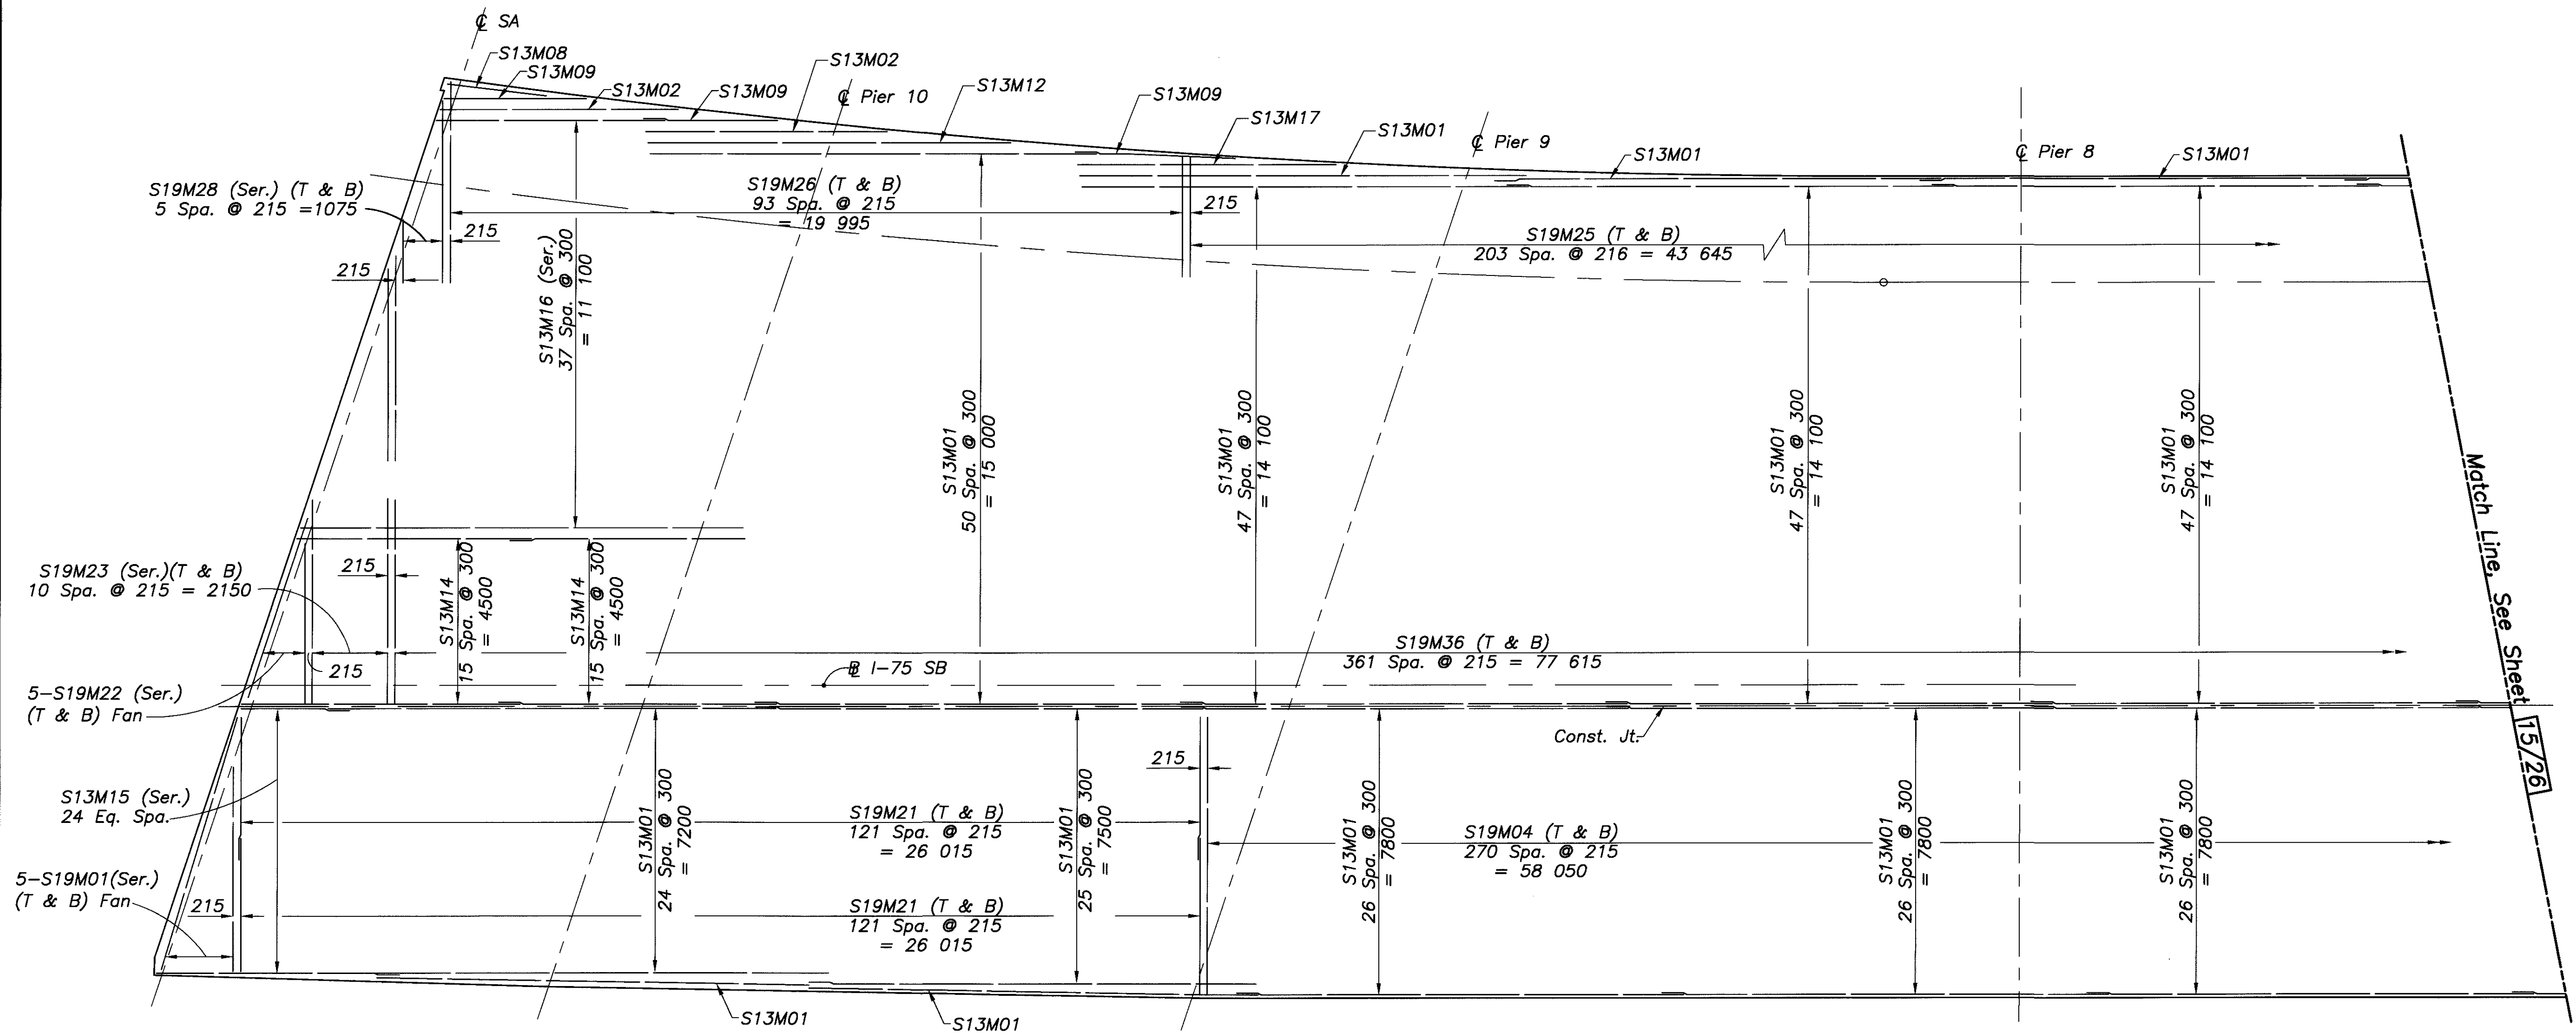 ℄ SA
S13M08
S13M09
S13M02
S13M09
S13M02
℄ Pier 10
S13M12
S13M09
S13M17
S13M01
℄ Pier 9
S13M01
℄ Pier 8
S13M01
S19M28 (Ser.) (T & B)
5 Spa. @ 215 =1075
215
215
S19M26 (T & B)
93 Spa. @ 215
= 19 995
215
S19M25 (T & B)
203 Spa. @ 216 = 43 645
S13M16 (Ser.)
37 Spa. @ 300
= 11 100
S13M01
50 Spa. @ 300
= 15 000
S13M01
47 Spa. @ 300
= 14 100
S13M01
47 Spa. @ 300
= 14 100
S13M01
47 Spa. @ 300
= 14 100
Match Line, See Sheet 15/26
S19M23 (Ser.)(T & B)
10 Spa. @ 215 = 2150
215
S13M14
15 Spa. @ 300
= 4500
S13M14
15 Spa. @ 300
= 4500
215
S19M36 (T & B)
361 Spa. @ 215 = 77 615
℄ I-75 SB
5-S19M22 (Ser.)
(T & B) Fan
Const. Jt.
215
S13M15 (Ser.)
24 Eq. Spa.
S13M01
24 Spa. @ 300
= 7200
S19M21 (T & B)
121 Spa. @ 215
= 26 015
S13M01
25 Spa. @ 300
= 7500
S13M01
26 Spa. @ 300
= 7800
S19M04 (T & B)
270 Spa. @ 215
= 58 050
S13M01
26 Spa. @ 300
= 7800
S13M01
26 Spa. @ 300
= 7800
5-S19M01(Ser.)
(T & B) Fan
215
S19M21 (T & B)
121 Spa. @ 215
= 26 015
S13M01
S13M01